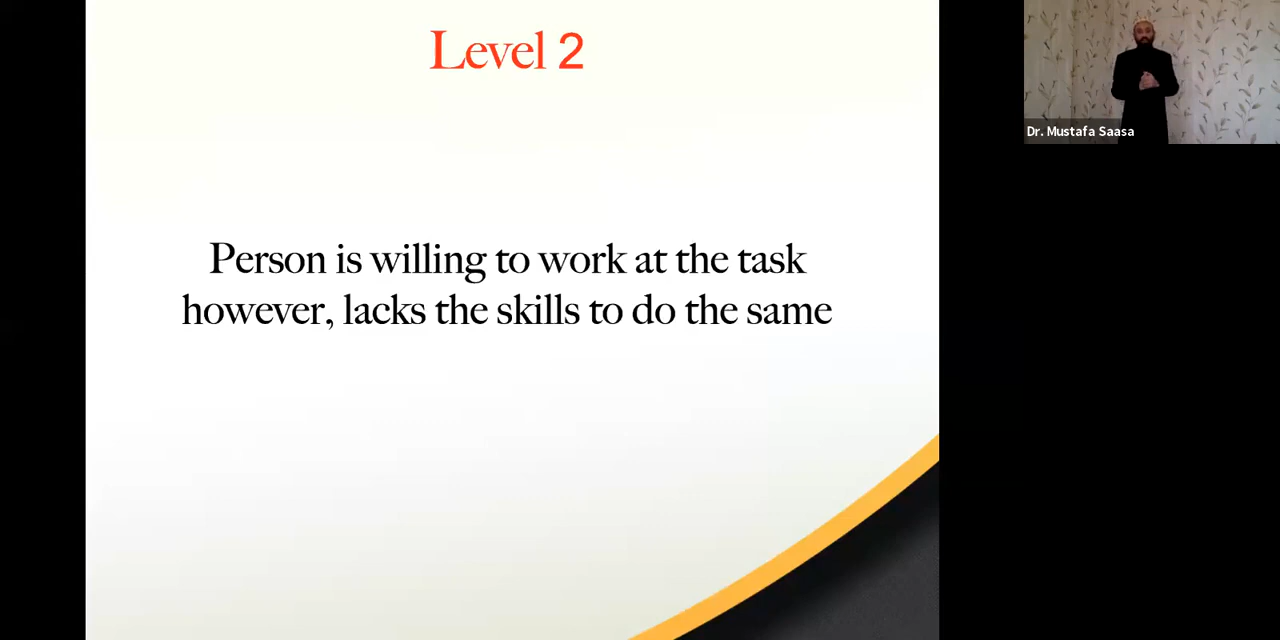 Level 2
Person is willing to work at the task
however, lacks the skills to do the same
Dr. Mustafa Saasa